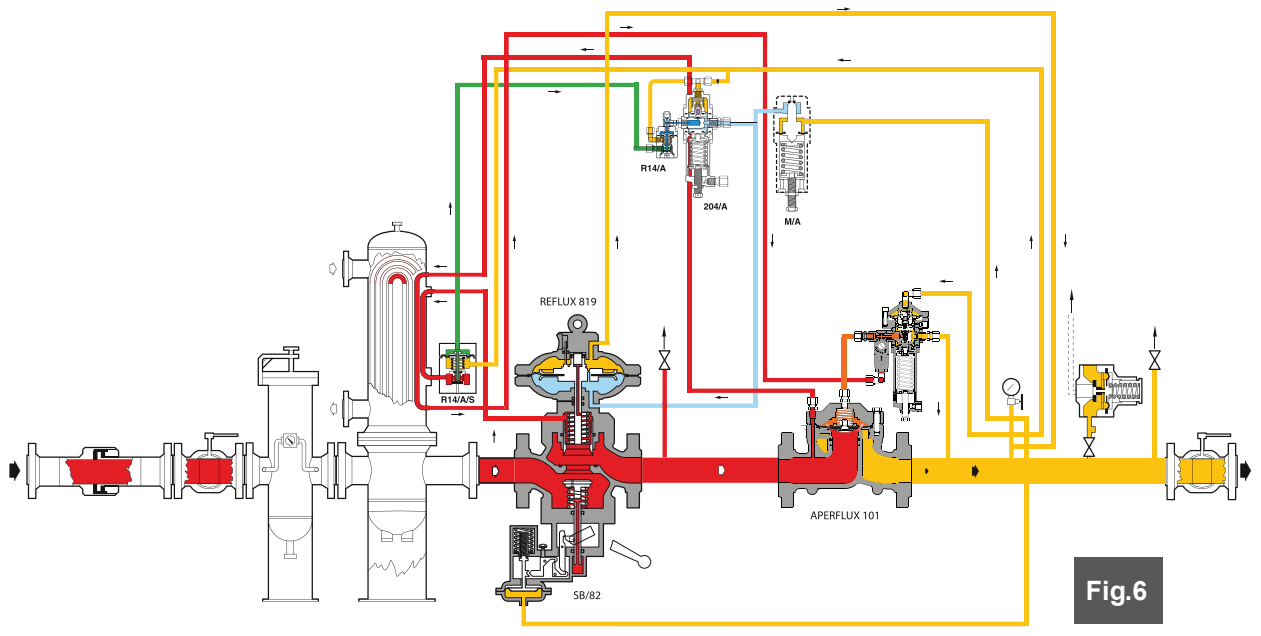 R14/A
204/A
M/A
REFLUX 819
R14/A/S
APERFLUX 101
SB/82
Fig.6